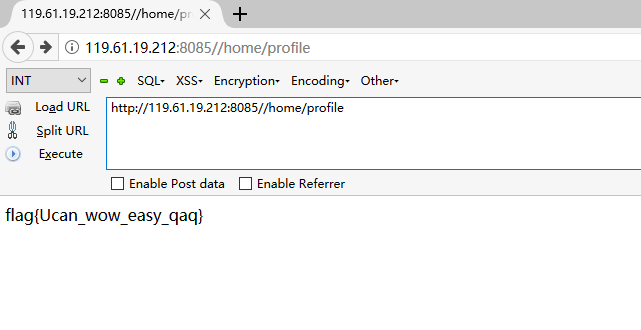 119.61.19.212:8085//home/pr
119.61.19.212:8085//home/profile
INT SQL XSS Encryption Encoding Other
Load URL
http://119.61.19.212:8085//home/profile
Split URL
Execute
Enable Post data Enable Referrer
flag{Ucan_wow_easy_qaq}